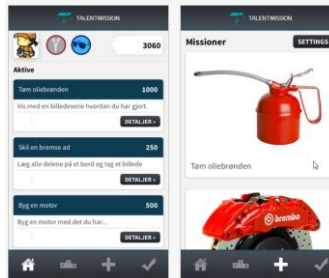 TALENTMISSION
3060
Aktive
Tøm oliebrønden 1000
Vis med en billedeserie hvordan du har gjort.
DETALJER »
Skil en bremse ad 250
Læg alle delene på et bord og tag et billede
DETALJER »
Byg en motor 500
Byg en motor med det du har...
DETALJER »
TALENTMISSION
Missioner
SETTINGS
Tøm oliebrønden
brembo